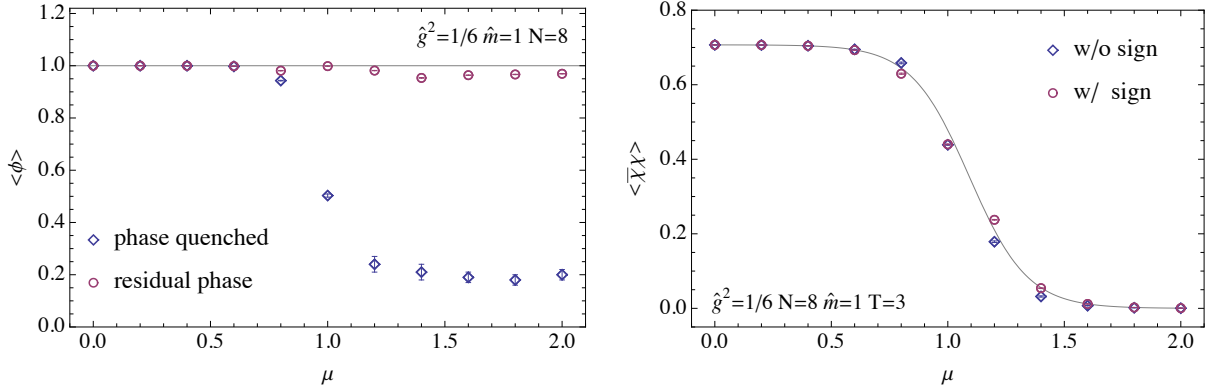 ĝ²=1/6 m̂=1 N=8
<ϕ>
1.2
1.0
0.8
0.6
0.4
0.2
0.0
phase quenched
residual phase
0.0 0.5 1.0 1.5 2.0
μ
<χ̄χ>
0.8
0.6
0.4
0.2
0.0
w/o sign
w/ sign
ĝ²=1/6 N=8 m̂=1 T=3
0.0 0.5 1.0 1.5 2.0
μ